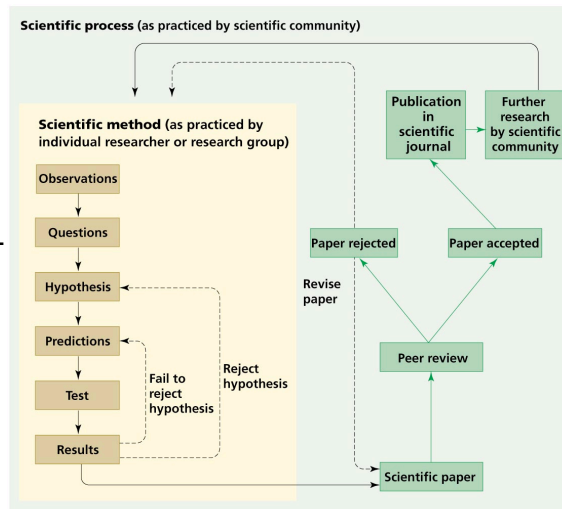 Scientific process (as practiced by scientific community)
Scientific method (as practiced by
individual researcher or research group)
Observations
Questions
Hypothesis
Predictions
Test
Results
Fail to
reject
hypothesis
Reject
hypothesis
Publication
in
scientific
journal
Further
research
by scientific
community
Paper rejected
Paper accepted
Revise
paper
Peer review
Scientific paper